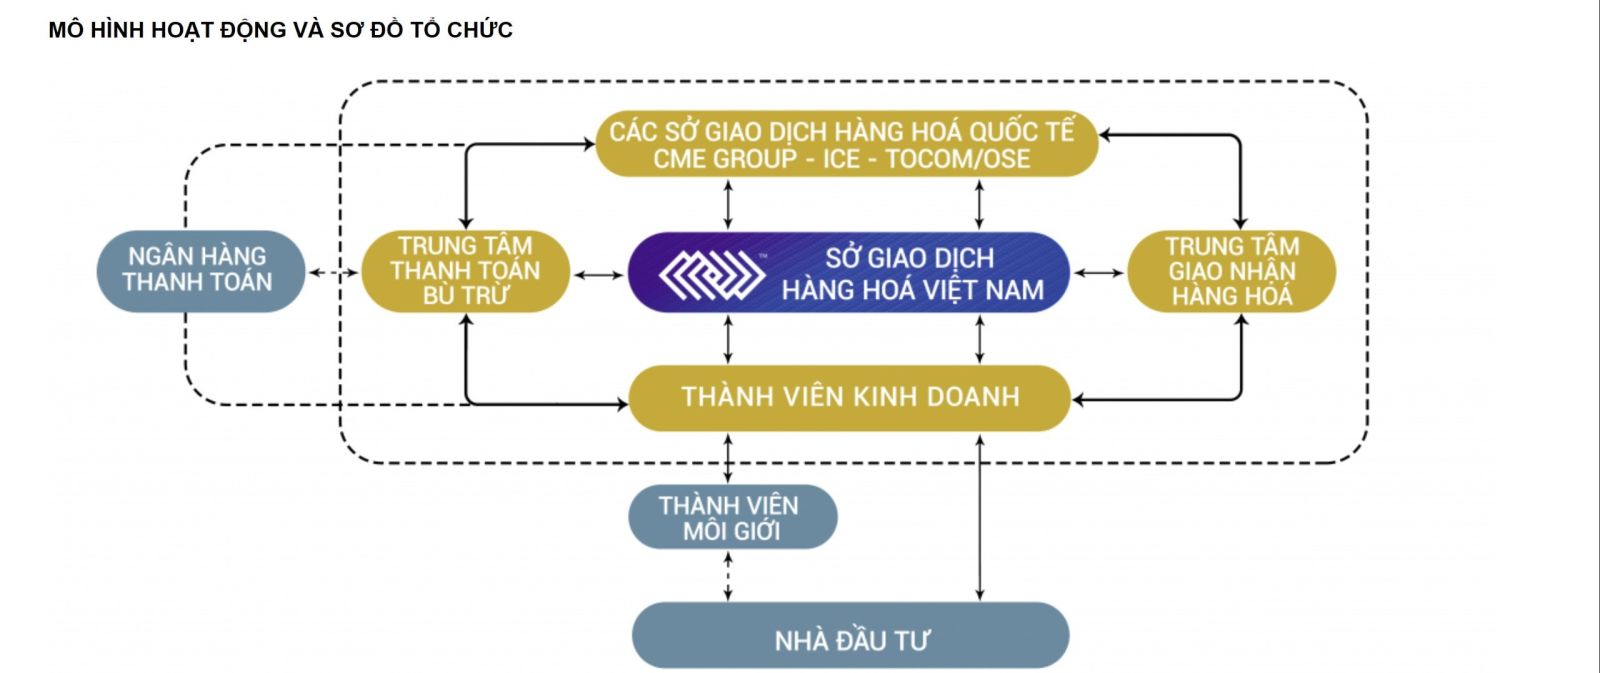 MÔ HÌNH HOẠT ĐỘNG VÀ SƠ ĐỒ TỔ CHỨC
CÁC SỞ GIAO DỊCH HÀNG HOÁ QUỐC TẾ
CME GROUP - ICE - TOCOM/OSE
NGÂN HÀNG
THANH TOÁN
TRUNG TÂM
THANH TOÁN
BÙ TRỪ
TM
SỞ GIAO DỊCH
HÀNG HOÁ VIỆT NAM
TRUNG TÂM
GIAO NHẬN
HÀNG HOÁ
THÀNH VIÊN KINH DOANH
THÀNH VIÊN
MÔI GIỚI
NHÀ ĐẦU TƯ